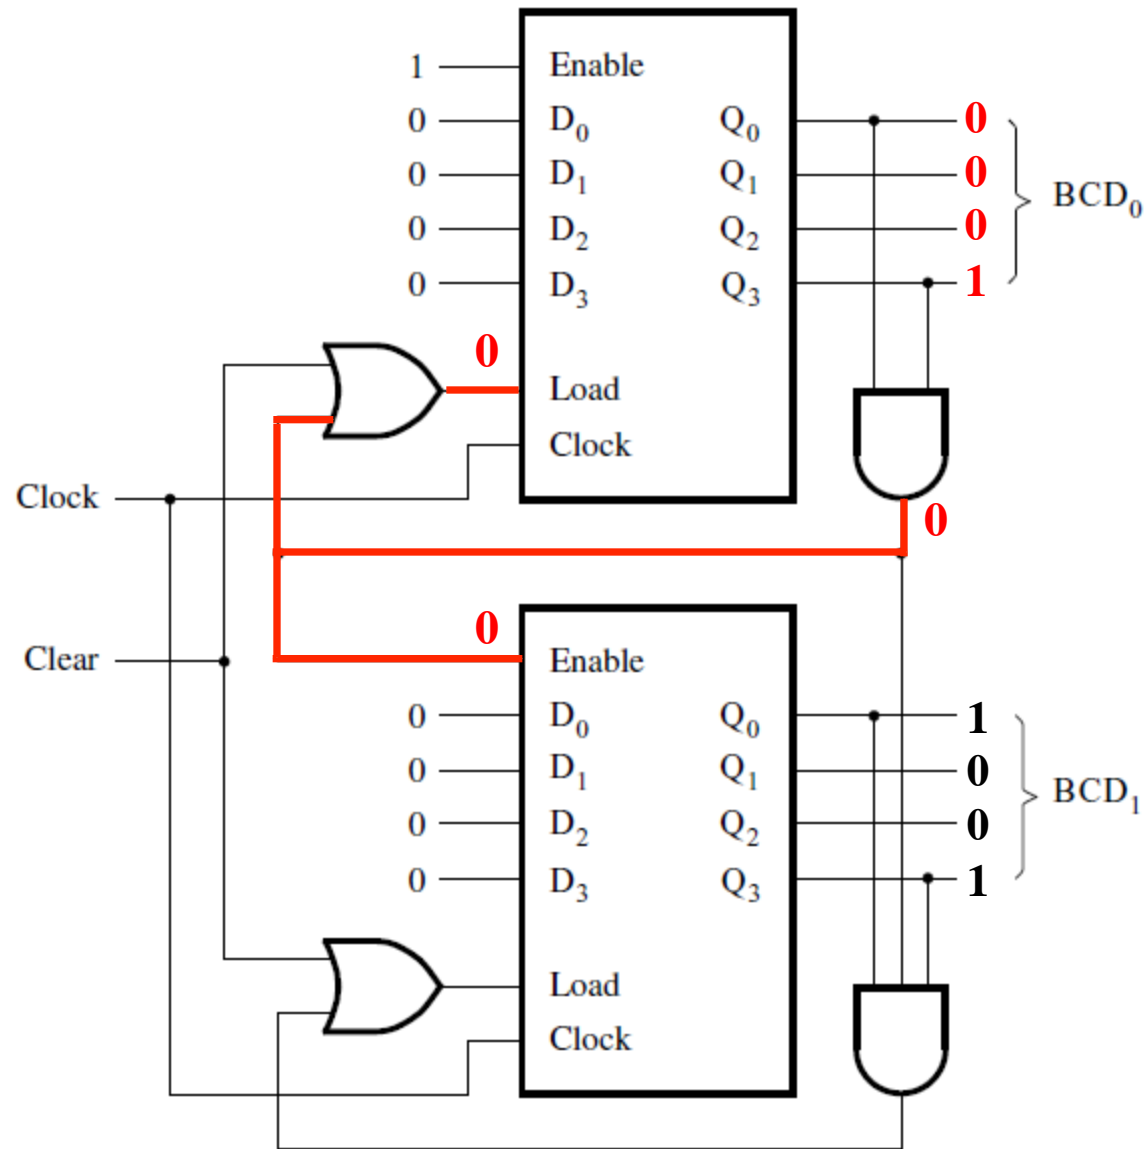 1 Enable
0 D0 Q0 0
0 D1 Q1 0
BCD0
0 D2 Q2 0
0 D3 Q3 1
0
Load
Clock
Clock
0
0
Clear
Enable
0 D0 Q0 1
0 D1 Q1 0
BCD1
0 D2 Q2 0
0 D3 Q3 1
Load
Clock